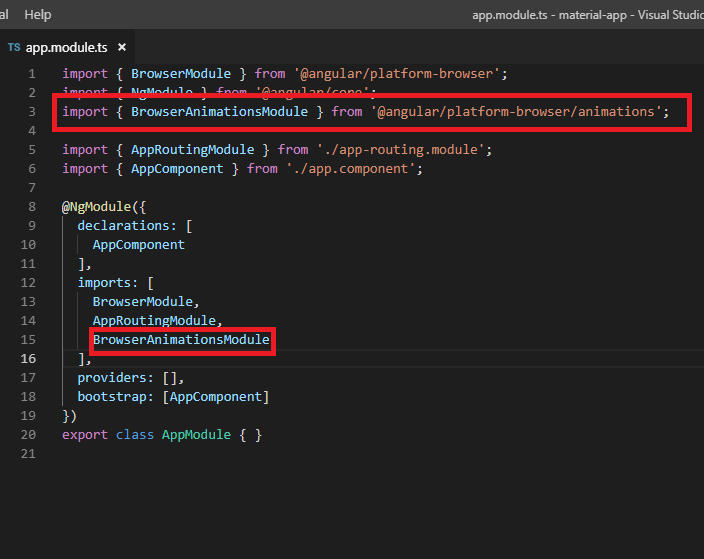 al Help app.module.ts - material-app - Visual Studio
TS app.module.ts ×
1 import { BrowserModule } from '@angular/platform-browser';
2 import { NgModule } from '@angular/core';
3 import { BrowserAnimationsModule } from '@angular/platform-browser/animations';
4
5 import { AppRoutingModule } from './app-routing.module';
6 import { AppComponent } from './app.component';
7
8 @NgModule({
9 declarations: [
10 AppComponent
11 ],
12 imports: [
13 BrowserModule,
14 AppRoutingModule,
15 BrowserAnimationsModule
16 ],
17 providers: [],
18 bootstrap: [AppComponent]
19 })
20 export class AppModule { }
21